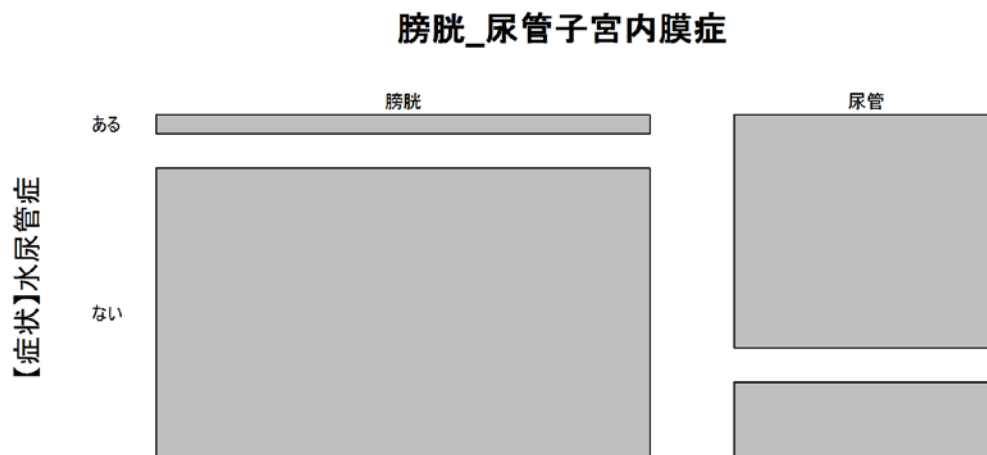 膀胱_尿管子宮内膜症
膀胱
尿管
ある
【症状】水尿管症
ない